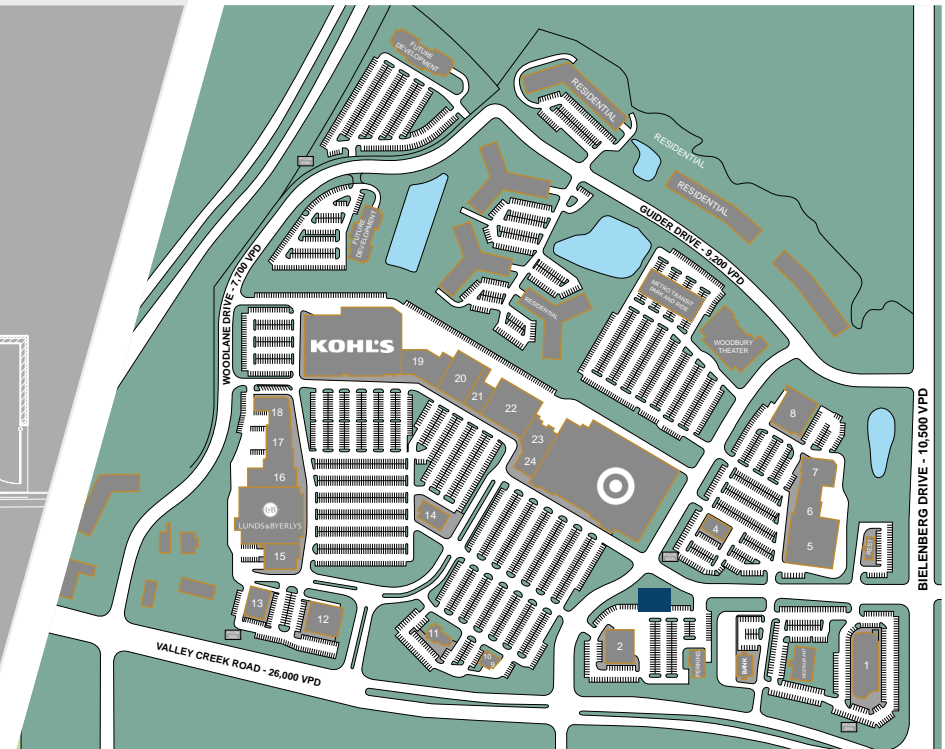 FUTURE
DEVELOPMENT
RESIDENTIAL
RESIDENTIAL
RESIDENTIAL
GUIDER DRIVE - 9,200 VPD
FUTURE
DEVELOPMENT
WOODLANE DRIVE - 7,700 VPD
METRO TRANSIT
PARK AND RIDE
RESIDENTIAL
WOODBURY
THEATER
KOHL'S
19
20
21
22
23
24
18
17
16
L&B
LUNDS&BYERLYS
15
14
8
7
6
5
4
BIELENBERG DRIVE - 10,500 VPD
13
12
11
10
9
2
PERKINS
BANK
RESTAURANT
1
VALLEY CREEK ROAD - 26,000 VPD